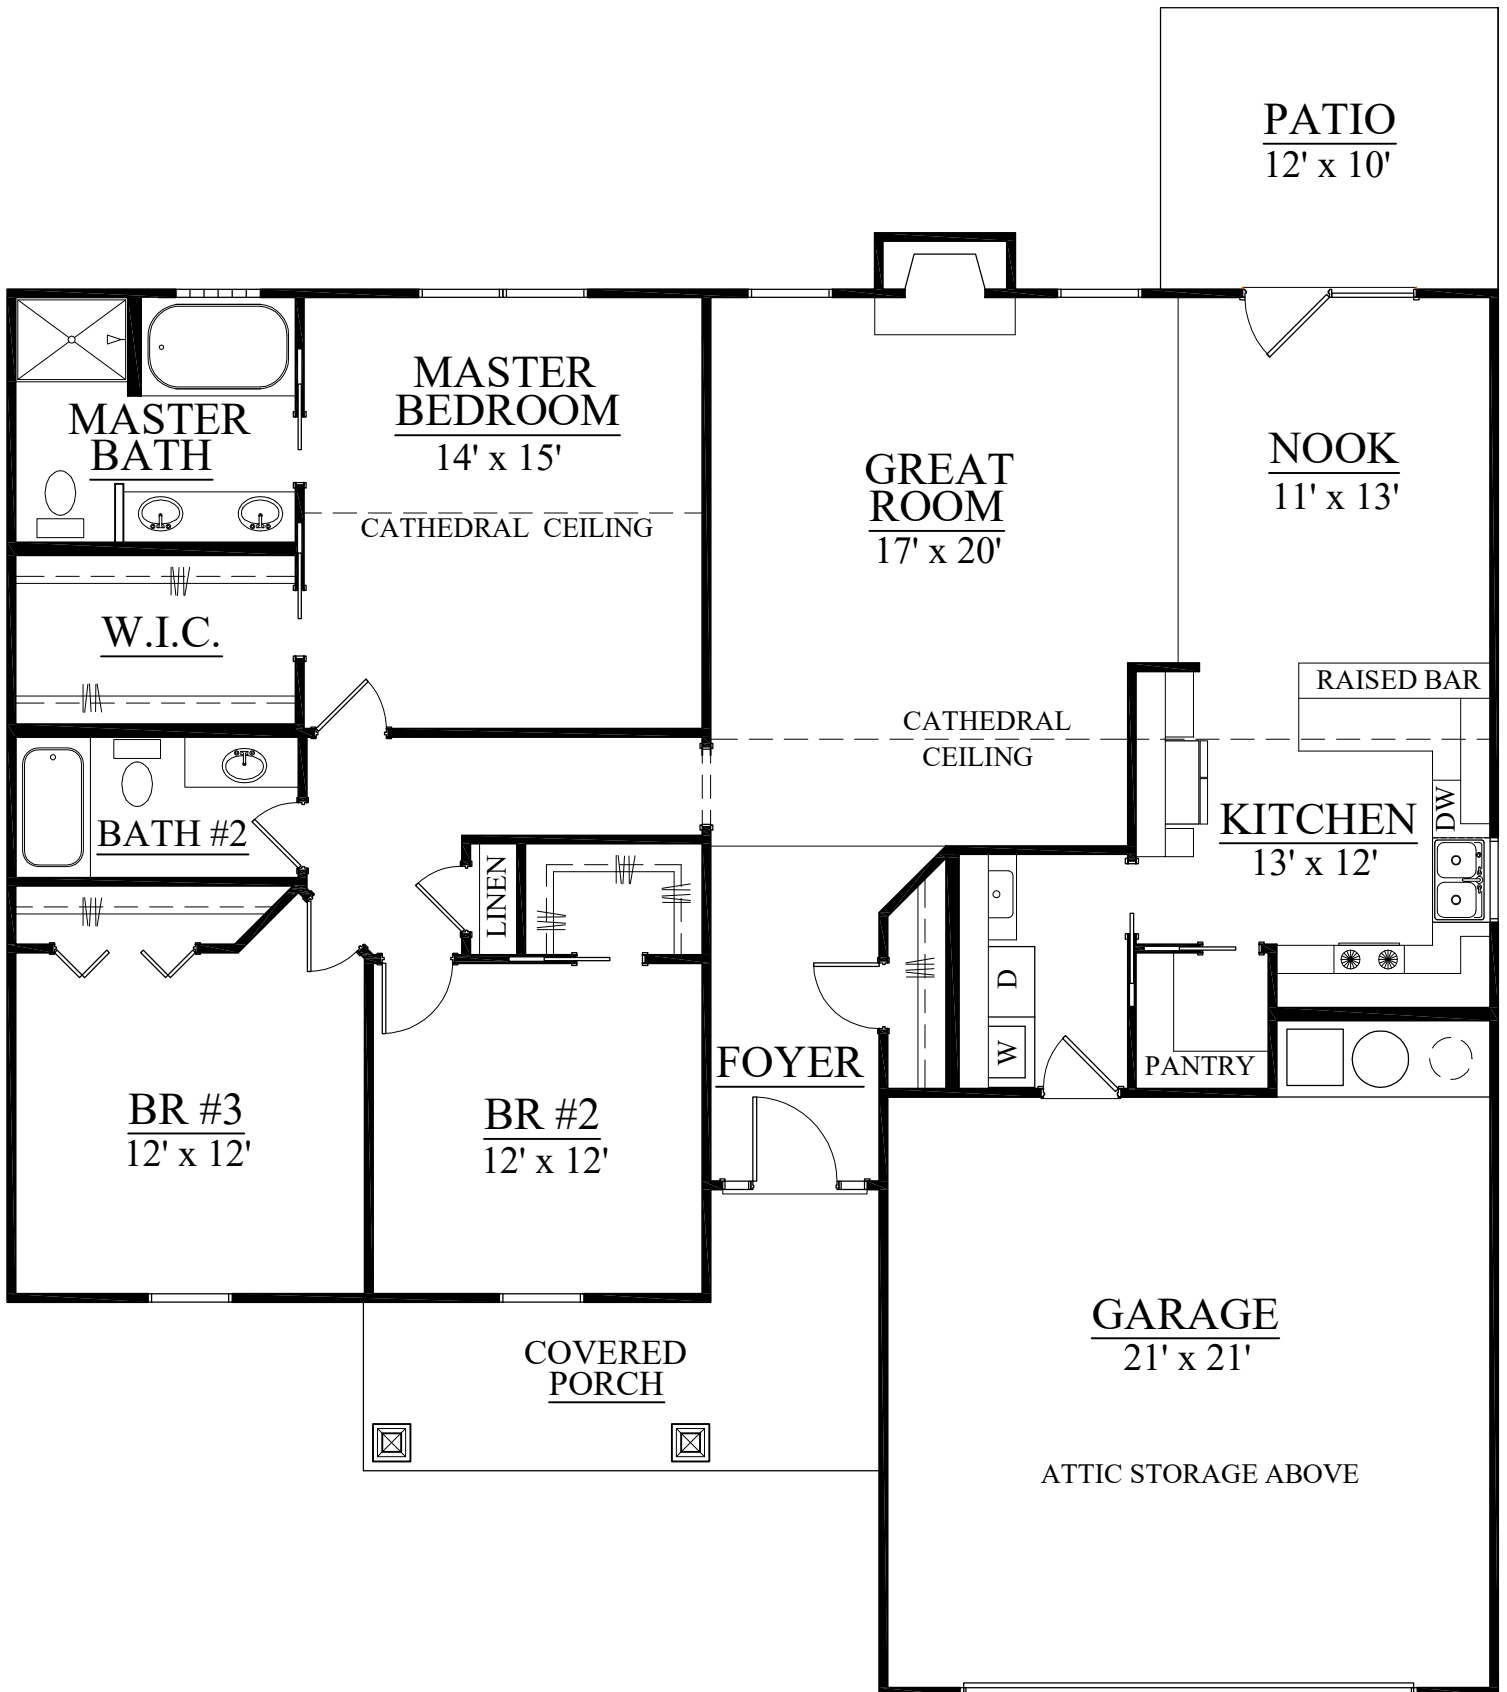 PATIO
12' x 10'
MASTER
BEDROOM
14' x 15'
CATHEDRAL CEILING
MASTER
BATH
GREAT
ROOM
17' x 20'
NOOK
11' x 13'
W.I.C.
RAISED BAR
CATHEDRAL
CEILING
BATH #2
KITCHEN
13' x 12'
DW
LINEN
D
W
PANTRY
FOYER
BR #3
12' x 12'
BR #2
12' x 12'
GARAGE
21' x 21'
COVERED
PORCH
ATTIC STORAGE ABOVE